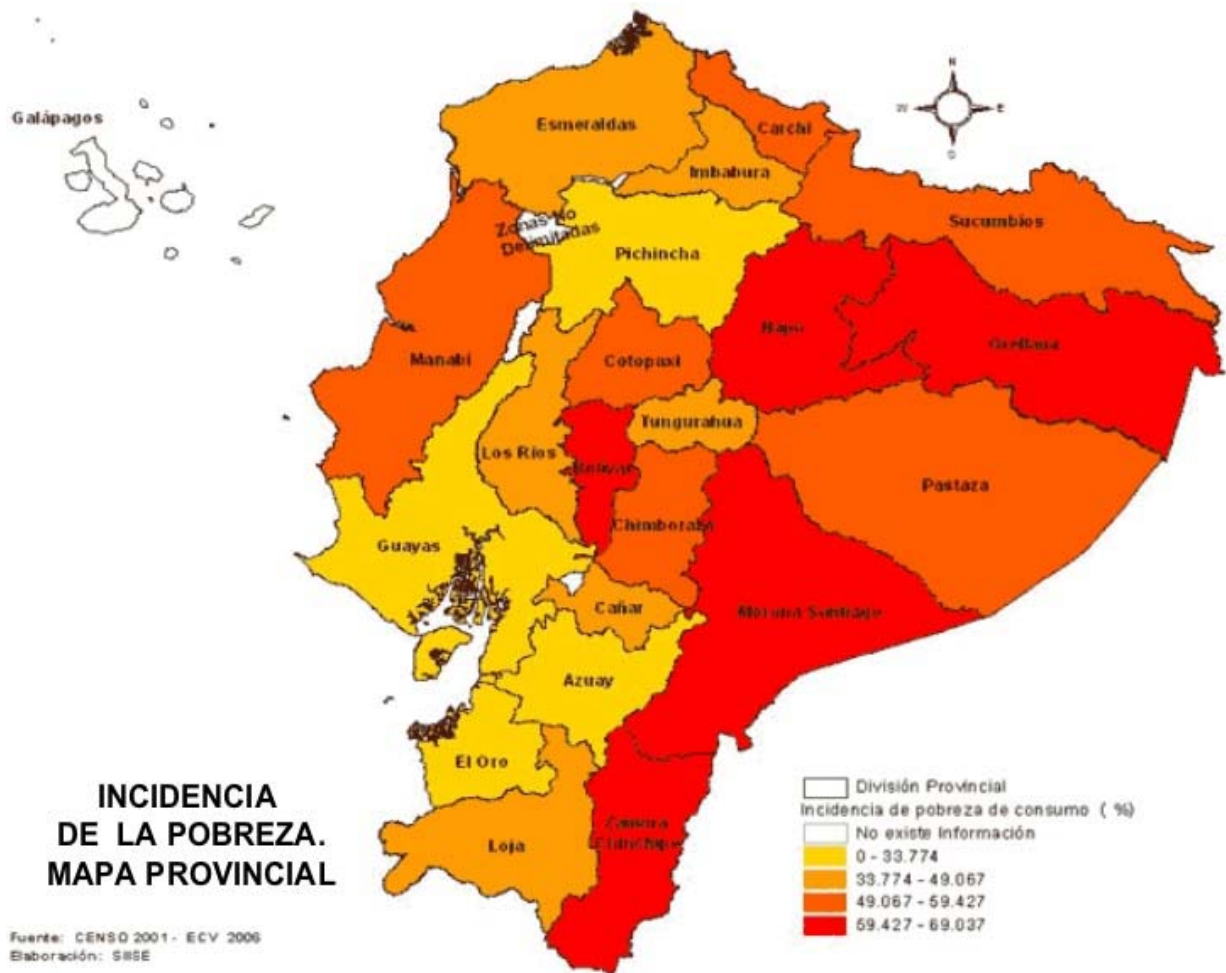 N
W
E
O
Galápagos
Esmeraldas
Carchi
Imbabura
Sucumbios
Zonas No
Delimitadas
Pichincha
Napo
Orellana
Manabí
Cotopaxi
Tungurahua
Los Ríos
Bolívar
Pastaza
Chimborazo
Guayas
Cañar
Morona Santiago
Azuay
El Oro
Zamora
Chinchipe
Loja
INCIDENCIA
DE LA POBREZA.
MAPA PROVINCIAL
División Provincial
Incidencia de pobreza de consumo ( %)
No existe Información
0 - 33.774
33.774 - 49.067
49.067 - 59.427
59.427 - 69.037
Fuente: CENSO 2001 - ECV 2006
Elaboración: SIISE